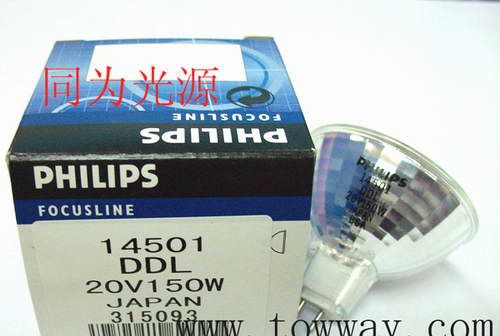 同为光源
PHILIPS
FOCUSLINE
PHILIPS
FOCUSLINE
14501
DDL
20V150W
JAPAN
315093
PHILIPS
www.towway.com